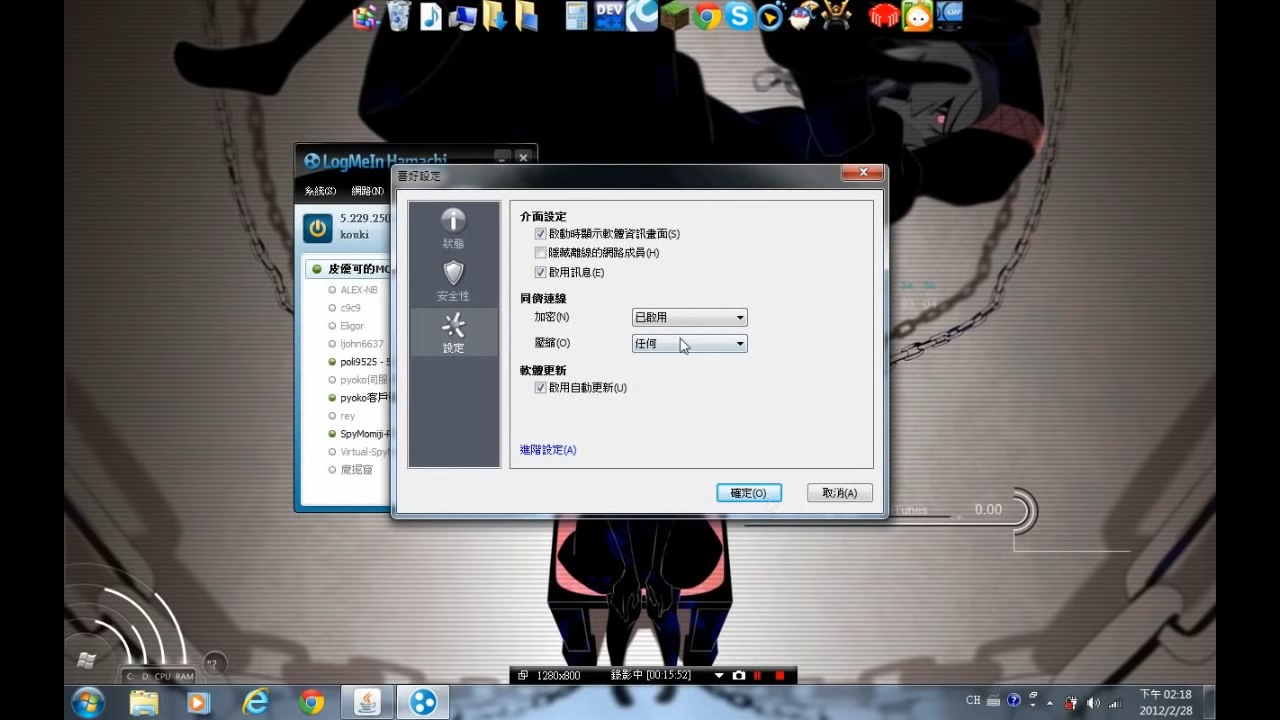 DEV
LogMeIn Hamachi
系統(S) 網路(N)
5.229.250
konki
皮優可的MC
ALEX-NB
c9c9
Eligor
ljohn6637
poli9525 - 5
pyoko伺服
pyoko客戶
rey
SpyMomiji-P
Virtual-Spy
魔掘窟
喜好設定
狀態
安全性
設定
介面設定
啟動時顯示軟體資訊畫面(S)
隱藏離線的網路成員(H)
啟用訊息(E)
同儕連線
加密(N) 已啟用
壓縮(O) 任何
軟體更新
啟用自動更新(U)
進階設定(A)
確定(O) 取消(A)
0.00
C: D: CPU RAM
1280x800 錄影中 [00:15:52]
CH
下午 02:18
2012/2/28